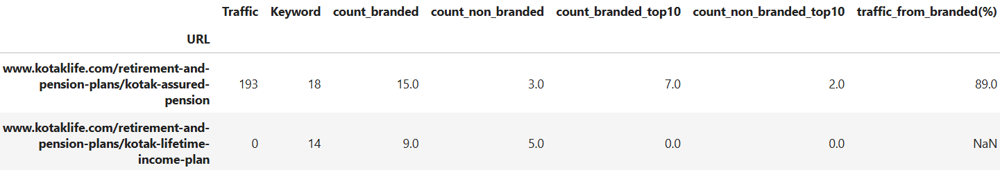 Traffic Keyword count_branded count_non_branded count_branded_top10 count_non_branded_top10 traffic_from_branded(%)
URL
www.kotaklife.com/retirement-and-
pension-plans/kotak-assured-
pension 193 18 15.0 3.0 7.0 2.0 89.0
www.kotaklife.com/retirement-and-
pension-plans/kotak-lifetime-
income-plan 0 14 9.0 5.0 0.0 0.0 NaN